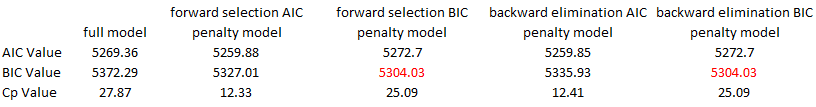 forward selection AIC forward selection BIC backward elimination AIC backward elimination BIC
full model penalty model penalty model penalty model penalty model
AIC Value 5269.36 5259.88 5272.7 5259.85 5272.7
BIC Value 5372.29 5327.01 5304.03 5335.93 5304.03
Cp Value 27.87 12.33 25.09 12.41 25.09